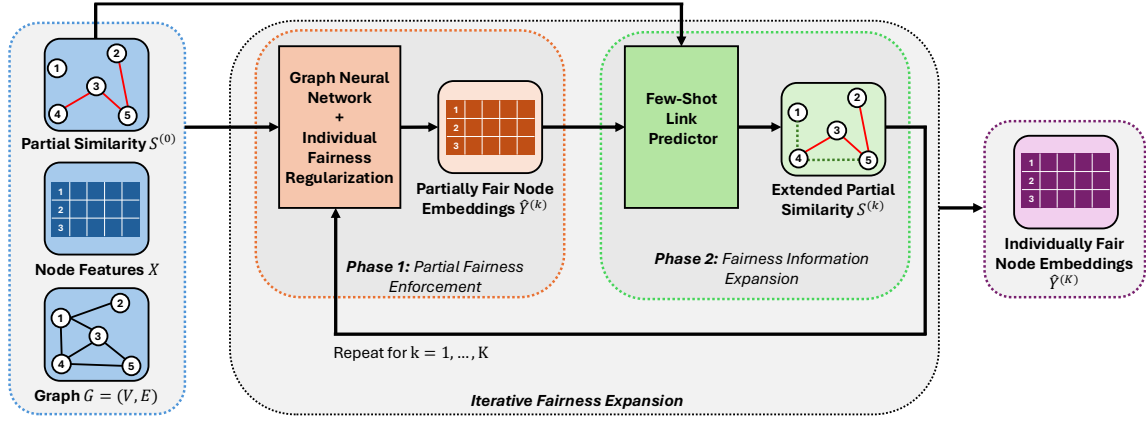 1
2
3
4
5
Partial Similarity S^{(0)}
1
2
3
Node Features X
1
2
3
4
5
Graph G = (V, E)
Graph Neural
Network
+
Individual
Fairness
Regularization
1
2
3
Partially Fair Node
Embeddings Ŷ^{(k)}
Phase 1: Partial Fairness
Enforcement
Few-Shot
Link
Predictor
1
2
3
4
5
Extended Partial
Similarity S^{(k)}
Phase 2: Fairness Information
Expansion
Repeat for k = 1, ..., K
Iterative Fairness Expansion
1
2
3
Individually Fair
Node Embeddings
Ŷ^{(K)}